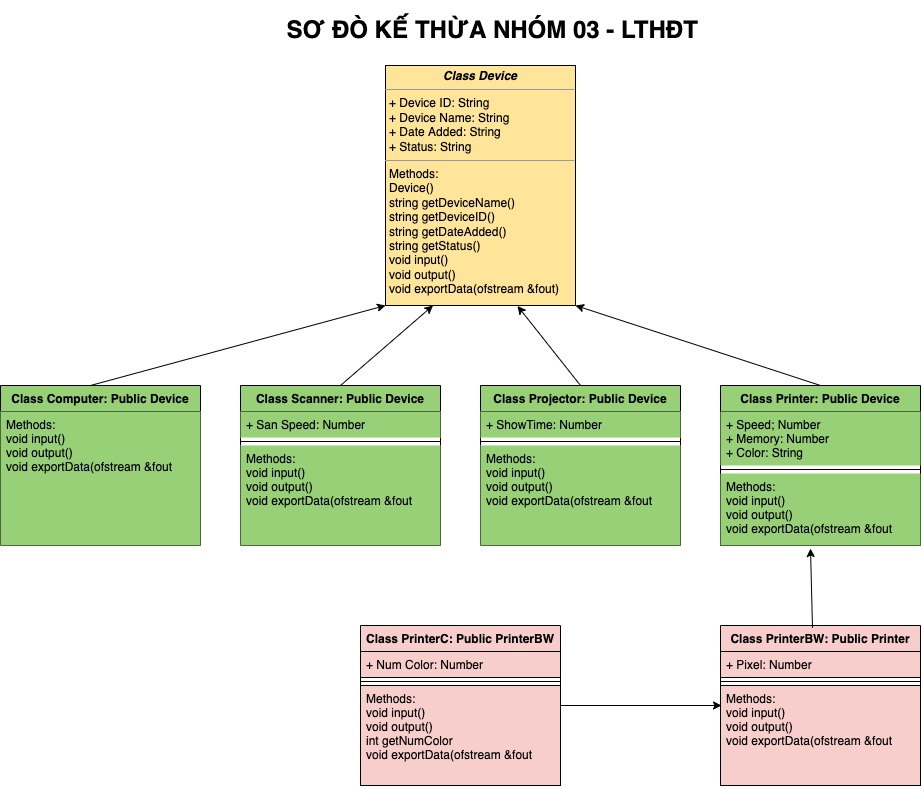 SƠ ĐÒ KẾ THỪA NHÓM 03 - LTHĐT
Class Device
+ Device ID: String
+ Device Name: String
+ Date Added: String
+ Status: String
Methods:
Device()
string getDeviceName()
string getDeviceID()
string getDateAdded()
string getStatus()
void input()
void output()
void exportData(ofstream &fout)
Class Computer: Public Device
Methods:
void input()
void output()
void exportData(ofstream &fout
Class Scanner: Public Device
+ San Speed: Number
Methods:
void input()
void output()
void exportData(ofstream &fout
Class Projector: Public Device
+ ShowTime: Number
Methods:
void input()
void output()
void exportData(ofstream &fout
Class Printer: Public Device
+ Speed; Number
+ Memory: Number
+ Color: String
Methods:
void input()
void output()
void exportData(ofstream &fout
Class PrinterC: Public PrinterBW
+ Num Color: Number
Methods:
void input()
void output()
int getNumColor
void exportData(ofstream &fout
Class PrinterBW: Public Printer
+ Pixel: Number
Methods:
void input()
void output()
void exportData(ofstream &fout